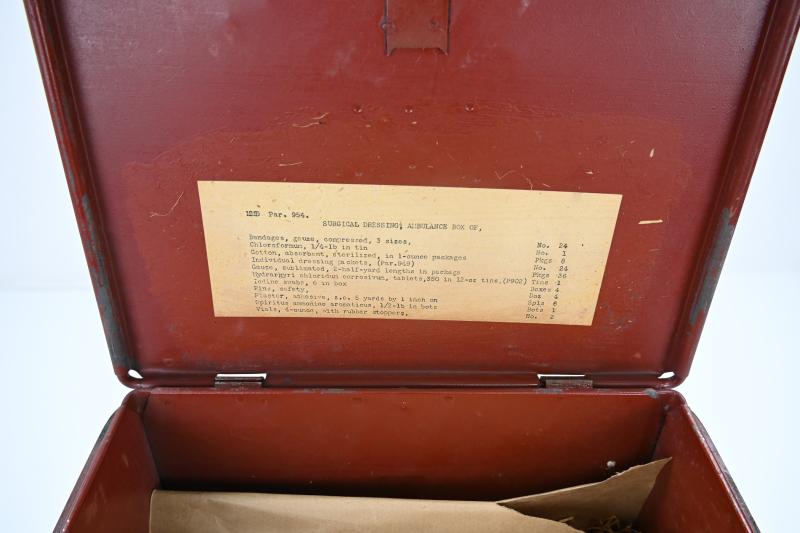 Par. 954.
SURGICAL DRESSING, AMBULANCE BOX OF,
Bandages, gauze, compressed, 3 sizes, No. 24
Chloroformum, 1/4-lb in tin No. 1
Cotton, absorbent, sterilized, in 1-ounce packages Pkgs 8
Individual dressing packets, (Par.949) No. 24
Gauze, sublimated, 2-half-yard lengths in package Pkgs 36
Hydrargyri chloridum corrosivum, tablets,350 in 12-oz tins,(P902) Tins 1
Iodine swabs, 6 in box Boxes 4
Pins, safety, Doz 4
Plaster, adhesive, z.o. 5 yards by 1 inch on Spls 6
Spiritus ammoniae aromaticus, 1/2-lb in bots Bots 1
Vials, 4-ounce, with rubber stoppers, No. 2